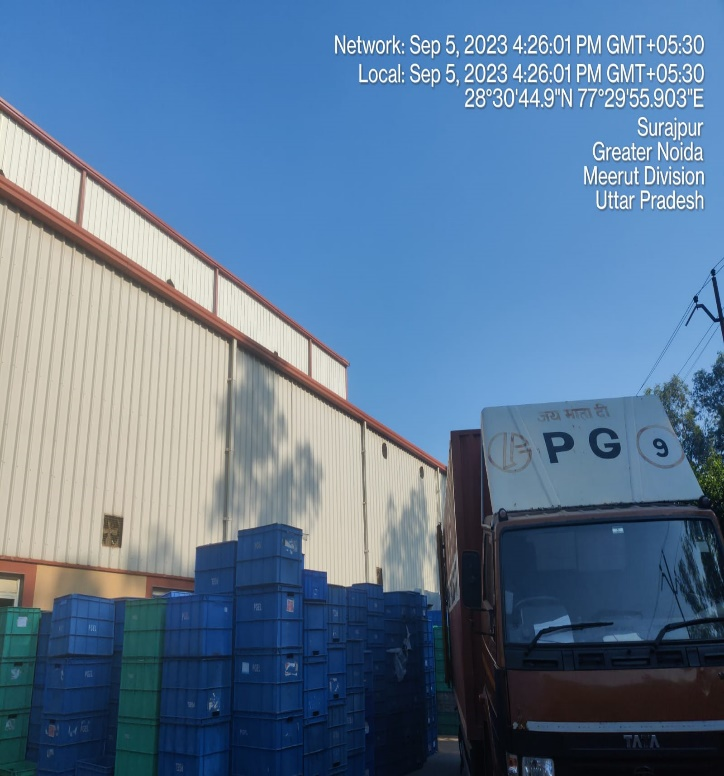 Network: Sep 5, 2023 4:26:01 PM GMT+05:30
Local: Sep 5, 2023 4:26:01 PM GMT+05:30
28°30'44.9"N 77°29'55.903"E
Surajpur
Greater Noida
Meerut Division
Uttar Pradesh
जय माता दी
P G 9
TATA